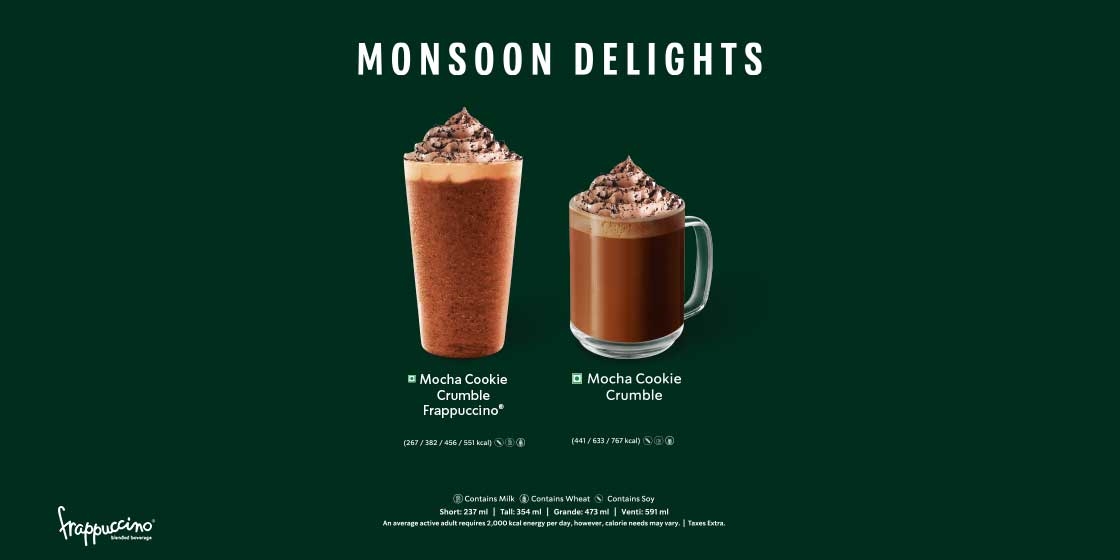 MONSOON DELIGHTS
Mocha Cookie
Crumble
Frappuccino®
(267 / 382 / 456 / 551 kcal)
Mocha Cookie
Crumble
(441 / 633 / 767 kcal)
Contains Milk Contains Wheat Contains Soy
Short: 237 ml | Tall: 354 ml | Grande: 473 ml | Venti: 591 ml
An average active adult requires 2,000 kcal energy per day, however, calorie needs may vary. | Taxes Extra.
frappuccino®
blended beverage